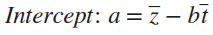 Intercept: a = z̅ − bt̅